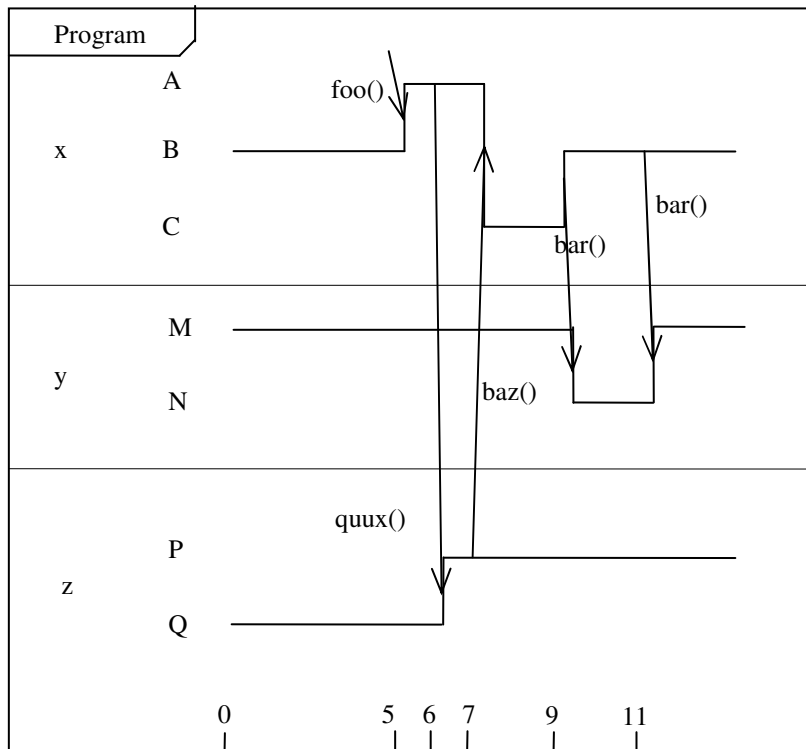 Program
A
foo()
x
B
bar()
C
bar()
M
y
baz()
N
quux()
P
z
Q
0 5 6 7 9 11